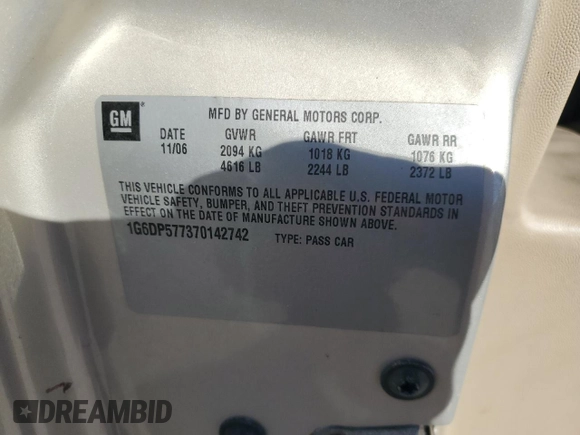 GM
MFD BY GENERAL MOTORS CORP.
DATE GVWR GAWR FRT GAWR RR
11/06 2094 KG 1018 KG 1076 KG
4616 LB 2244 LB 2372 LB
THIS VEHICLE CONFORMS TO ALL APPLICABLE U.S. FEDERAL MOTOR
VEHICLE SAFETY, BUMPER, AND THEFT PREVENTION STANDARDS IN
EFFECT ON THE DATE OF MANUFACTURE SHOWN ABOVE.
1G6DP577370142742 TYPE: PASS CAR
DREAMBID